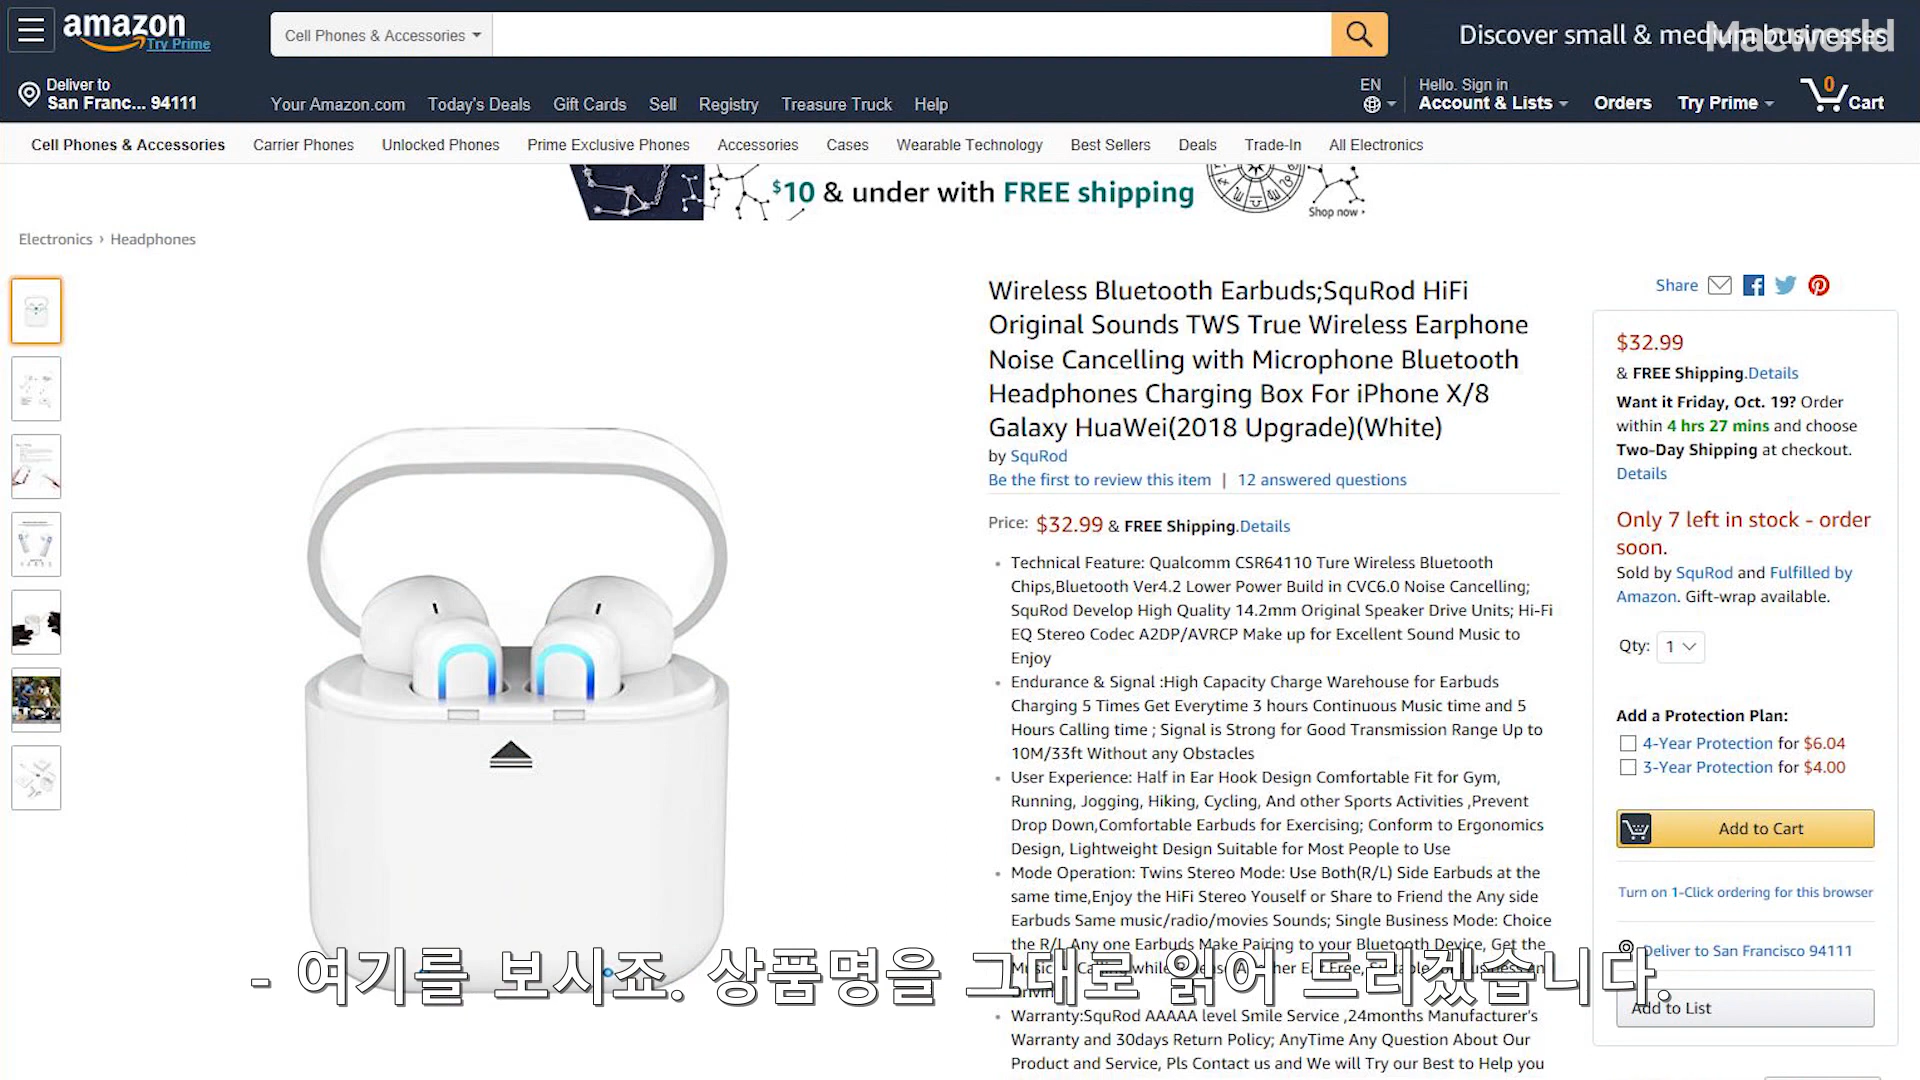 amazon
Try Prime
Cell Phones & Accessories
Discover small & medium businesses
Macworld
Deliver to
San Franc... 94111
Your Amazon.com Today's Deals Gift Cards Sell Registry Treasure Truck Help
EN
Hello. Sign in
Account & Lists
Orders
Try Prime
0
Cart
Cell Phones & Accessories Carrier Phones Unlocked Phones Prime Exclusive Phones Accessories Cases Wearable Technology Best Sellers Deals Trade-In All Electronics
$10 & under with FREE shipping
Shop now ›
Electronics › Headphones
Wireless Bluetooth Earbuds;SquRod HiFi
Original Sounds TWS True Wireless Earphone
Noise Cancelling with Microphone Bluetooth
Headphones Charging Box For iPhone X/8
Galaxy HuaWei(2018 Upgrade)(White)
by SquRod
Be the first to review this item | 12 answered questions
Price: $32.99 & FREE Shipping.Details
Technical Feature: Qualcomm CSR64110 Ture Wireless Bluetooth
Chips,Bluetooth Ver4.2 Lower Power Build in CVC6.0 Noise Cancelling;
SquRod Develop High Quality 14.2mm Original Speaker Drive Units; Hi-Fi
EQ Stereo Codec A2DP/AVRCP Make up for Excellent Sound Music to
Enjoy
Endurance & Signal :High Capacity Charge Warehouse for Earbuds
Charging 5 Times Get Everytime 3 hours Continuous Music time and 5
Hours Calling time ; Signal is Strong for Good Transmission Range Up to
10M/33ft Without any Obstacles
User Experience: Half in Ear Hook Design Comfortable Fit for Gym,
Running, Jogging, Hiking, Cycling, And other Sports Activities ,Prevent
Drop Down,Comfortable Earbuds for Exercising; Conform to Ergonomics
Design, Lightweight Design Suitable for Most People to Use
Mode Operation: Twins Stereo Mode: Use Both(R/L) Side Earbuds at the
same time,Enjoy the HiFi Stereo Youself or Share to Friend the Any side
Earbuds Same music/radio/movies Sounds; Single Business Mode: Choice
the R/L Any one Earbuds Make Pairing to your Bluetooth Device, Get the
Warranty:SquRod AAAAA level Smile Service ,24months Manufacturer's
Warranty and 30days Return Policy; AnyTime Any Question About Our
Product and Service, Pls Contact us and We will Try our Best to Help you
Share
$32.99
& FREE Shipping.Details
Want it Friday, Oct. 19? Order
within 4 hrs 27 mins and choose
Two-Day Shipping at checkout.
Details
Only 7 left in stock - order
soon.
Sold by SquRod and Fulfilled by
Amazon. Gift-wrap available.
Qty: 1
Add a Protection Plan:
4-Year Protection for $6.04
3-Year Protection for $4.00
Add to Cart
Turn on 1-Click ordering for this browser
Deliver to San Francisco 94111
Add to List
- 여기를 보시죠. 상품명을 그대로 읽어 드리겠습니다.